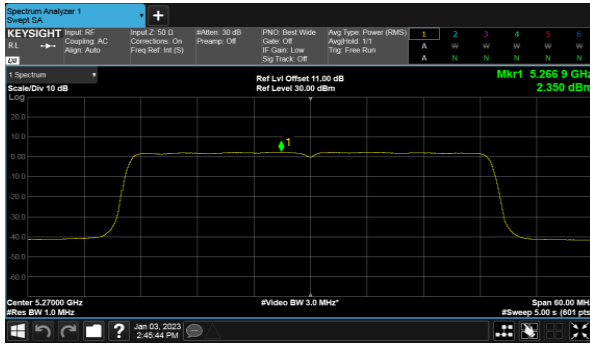 Spectrum Analyzer 1
Swept SA
+
KEYSIGHT
RL
Input: RF
Coupling: AC
Align: Auto
Input Z: 50 Ω
Corrections: On
Freq Ref: Int (S)
#Atten: 30 dB
Preamp: Off
PNO: Best Wide
Gate: Off
IF Gain: Low
Sig Track: Off
Avg Type: Power (RMS)
Avg|Hold: 1/1
Trig: Free Run
1 2 3 4 5 6
A W W W W W
A N N N N N
1 Spectrum
Scale/Div 10 dB
Log
Ref Lvl Offset 11.00 dB
Ref Level 30.00 dBm
Mkr1 5.266 9 GHz
2.350 dBm
20.0
10.0
0.00
-10.0
-20.0
-30.0
-40.0
-50.0
-60.0
1
Center 5.27000 GHz
#Res BW 1.0 MHz
#Video BW 3.0 MHz*
Span 60.00 MHz
#Sweep 5.00 s (601 pts)
?
Jan 03, 2023
2:45:44 PM